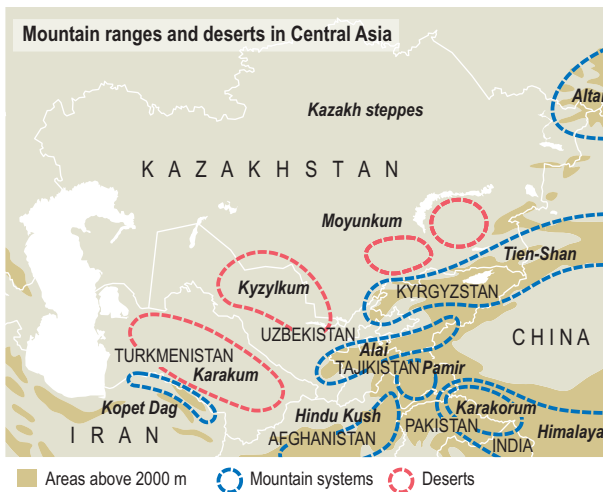 Mountain ranges and deserts in Central Asia
Altai
Kazakh steppes
KAZAKHSTAN
Moyunkum
Tien-Shan
Kyzylkum
KYRGYZSTAN
UZBEKISTAN
CHINA
Alai
TURKMENISTAN
TAJIKISTAN
Pamir
Karakum
Kopet Dag
Hindu Kush
Karakorum
IRAN
AFGHANISTAN
PAKISTAN
Himalaya
INDIA
Areas above 2000 m
Mountain systems
Deserts